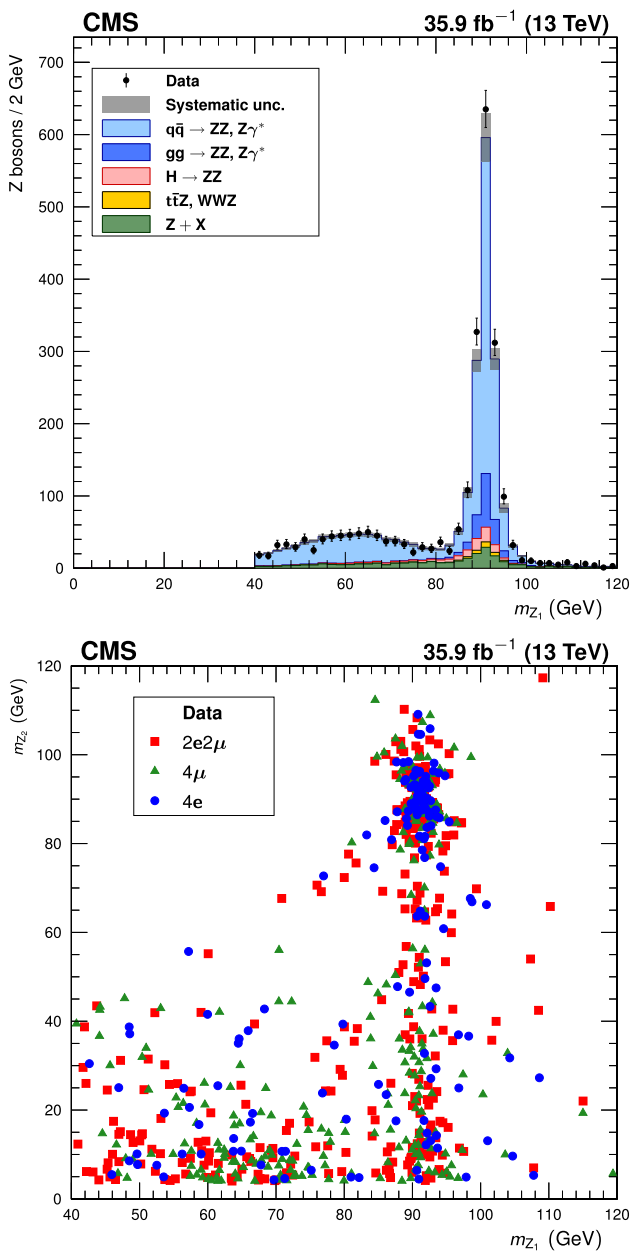 CMS 35.9 fb⁻¹ (13 TeV)
Z bosons / 2 GeV
700
600
500
400
300
200
100
0
Data
Systematic unc.
qq̄ → ZZ, Zγ*
gg → ZZ, Zγ*
H → ZZ
tt̄Z, WWZ
Z + X
0 20 40 60 80 100 120
m_Z₁ (GeV)
CMS 35.9 fb⁻¹ (13 TeV)
m_Z₂ (GeV)
120
100
80
60
40
20
0
Data
2e2μ
4μ
4e
40 50 60 70 80 90 100 110 120
m_Z₁ (GeV)